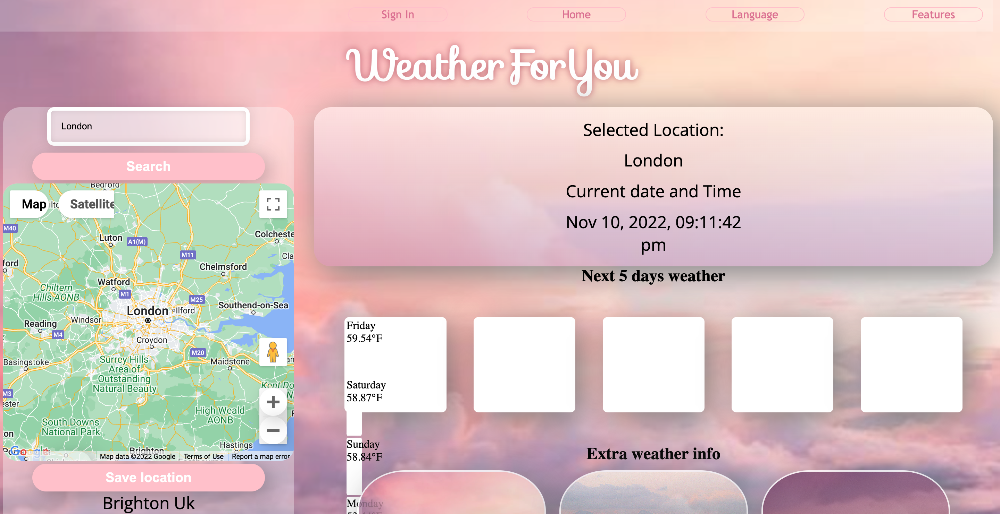 Sign In
Home
Language
Features
Weather For You
London
Search
Selected Location:
London
Current date and Time
Nov 10, 2022, 09:11:42
pm
Next 5 days weather
Bedford
Map
Satellite
M40
Luton
A1(M)
Colcheste
M11
Cla
ford
Chelmsford
Watford
Chiltern
Hills AONB
M1
M25
Southend-on-Sea
London
Ilford
Reading
Windsor
M4
Croydon
M20
Basingstoke
Surrey Hills
Area of
Outstanding
Natural Beauty
Maidstone
Kent Do
M3
ester
High Weald
AONB
South Downs
National Park
ton
Hastings
Google
Brighton
Map data ©2022 Google
Terms of Use
Report a map error
Save location
Brighton Uk
Friday
59.54°F
Saturday
58.87°F
Sunday
58.84°F
Monday
Extra weather info